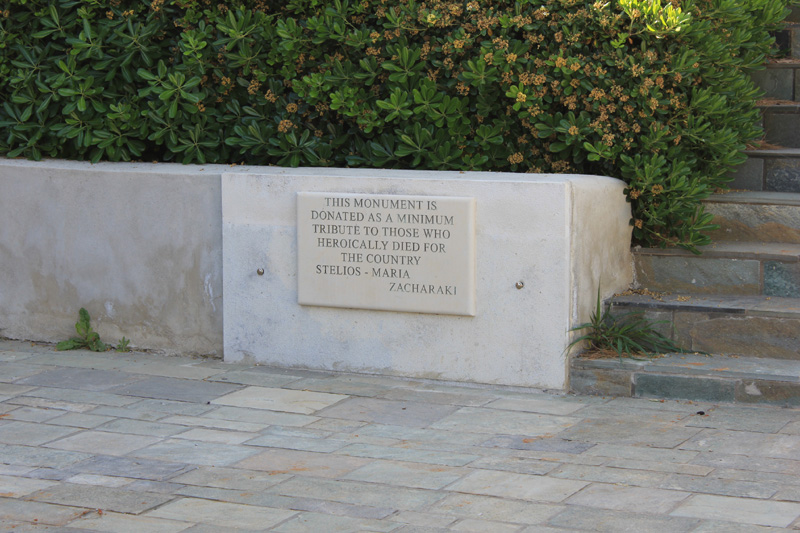 THIS MONUMENT IS
DONATED AS A MINIMUM
TRIBUTE TO THOSE WHO
HEROICALLY DIED FOR
THE COUNTRY
STELIOS - MARIA
ZACHARAKI